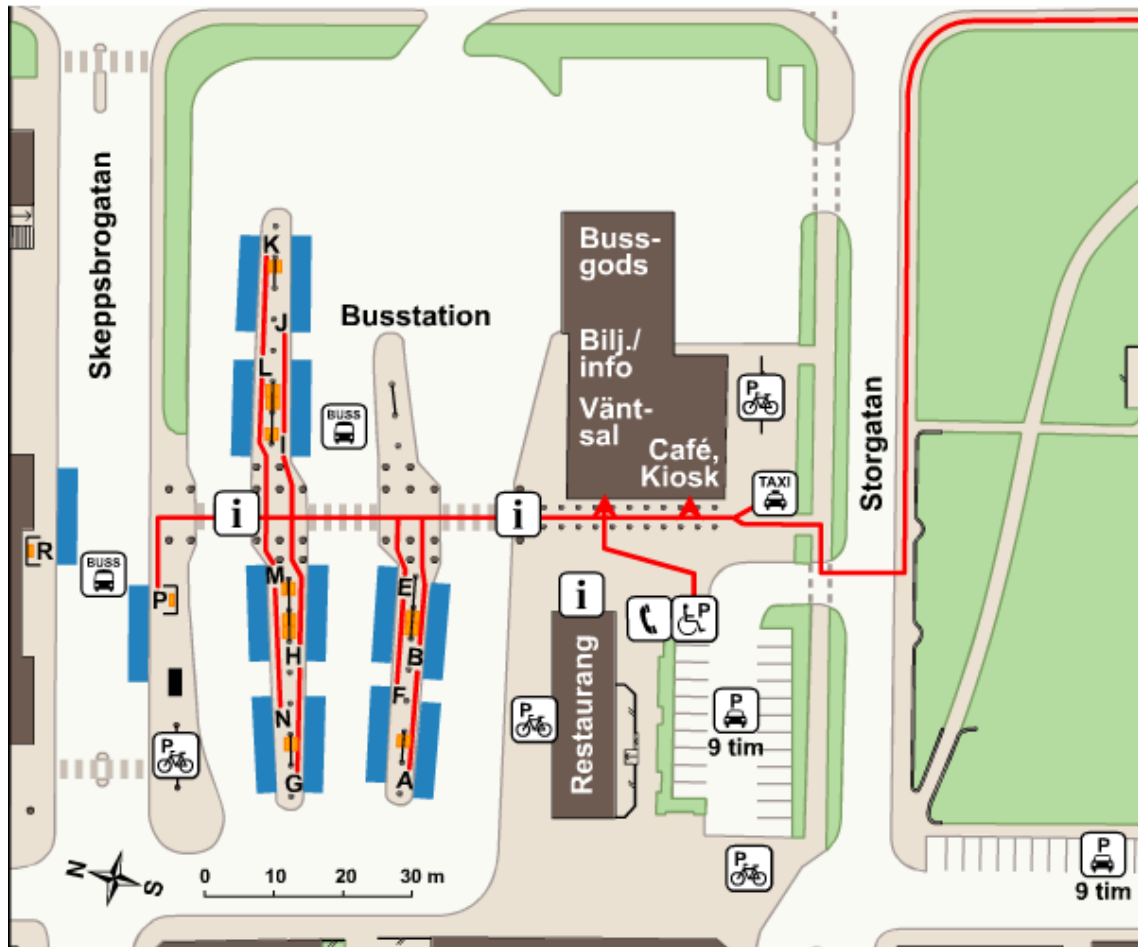 Skeppsbrogatan
K
J
L
I
BUSS
Busstation
Buss-
gods
Bilj./
info
Vänt-
sal
Café,
Kiosk
P
TAXI
Storgatan
i
i
R
BUSS
P
M
E
H
B
N
F
G
A
i
P
Restaurang
P
P
9 tim
P
N
S
0 10 20 30 m
P
P
9 tim